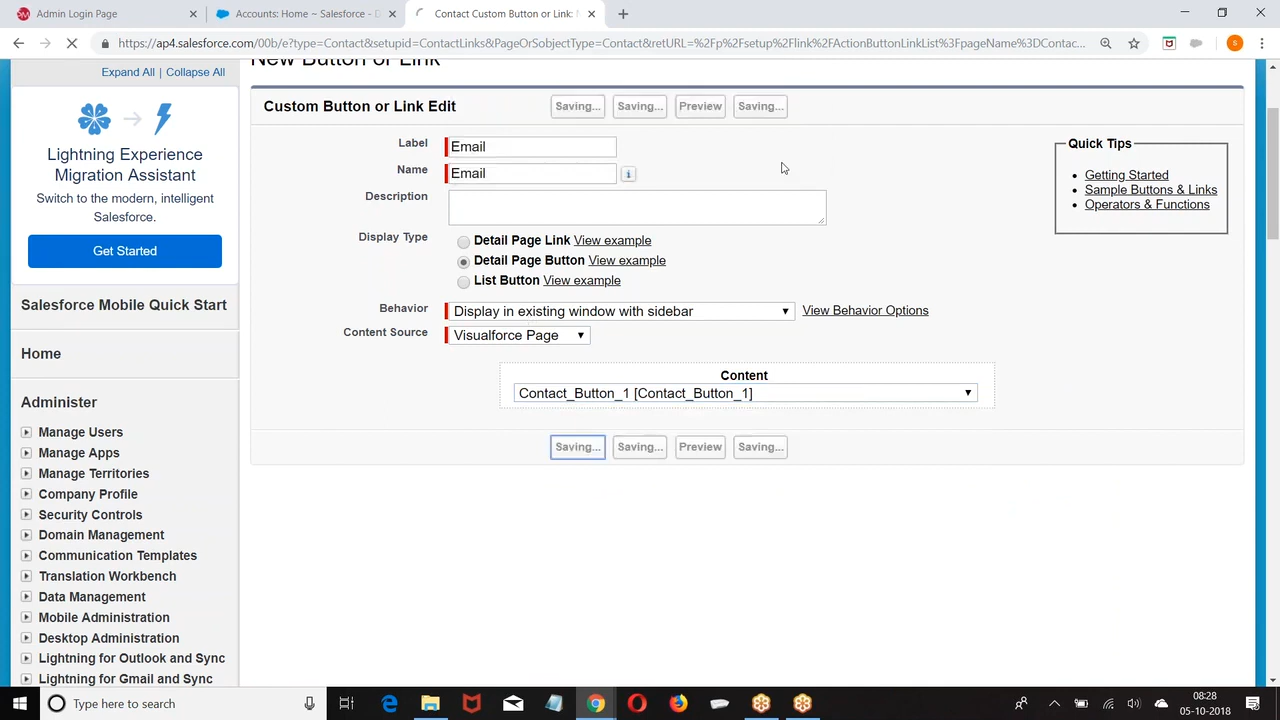 Admin Login Page
Accounts: Home ~ Salesforce - D
Contact Custom Button or Link:
https://ap4.salesforce.com/00b/e?type=Contact&setupid=ContactLinks&PageOrSobjectType=Contact&retURL=%2Fp%2Fsetup%2Flink%2FActionButtonLinkList%3FpageName%3DContac...
Expand All | Collapse All
New Button or Link
Lightning Experience
Migration Assistant
Switch to the modern, intelligent
Salesforce.
Get Started
Salesforce Mobile Quick Start
Home
Administer
Manage Users
Manage Apps
Manage Territories
Company Profile
Security Controls
Domain Management
Communication Templates
Translation Workbench
Data Management
Mobile Administration
Desktop Administration
Lightning for Outlook and Sync
Lightning for Gmail and Sync
Custom Button or Link Edit
Saving... Saving... Preview Saving...
Label Email
Name Email
Description
Display Type Detail Page Link View example
Detail Page Button View example
List Button View example
Behavior Display in existing window with sidebar View Behavior Options
Content Source Visualforce Page
Content
Contact_Button_1 [Contact_Button_1]
Saving... Saving... Preview Saving...
Quick Tips
Getting Started
Sample Buttons & Links
Operators & Functions
Type here to search
08:28
05-10-2018